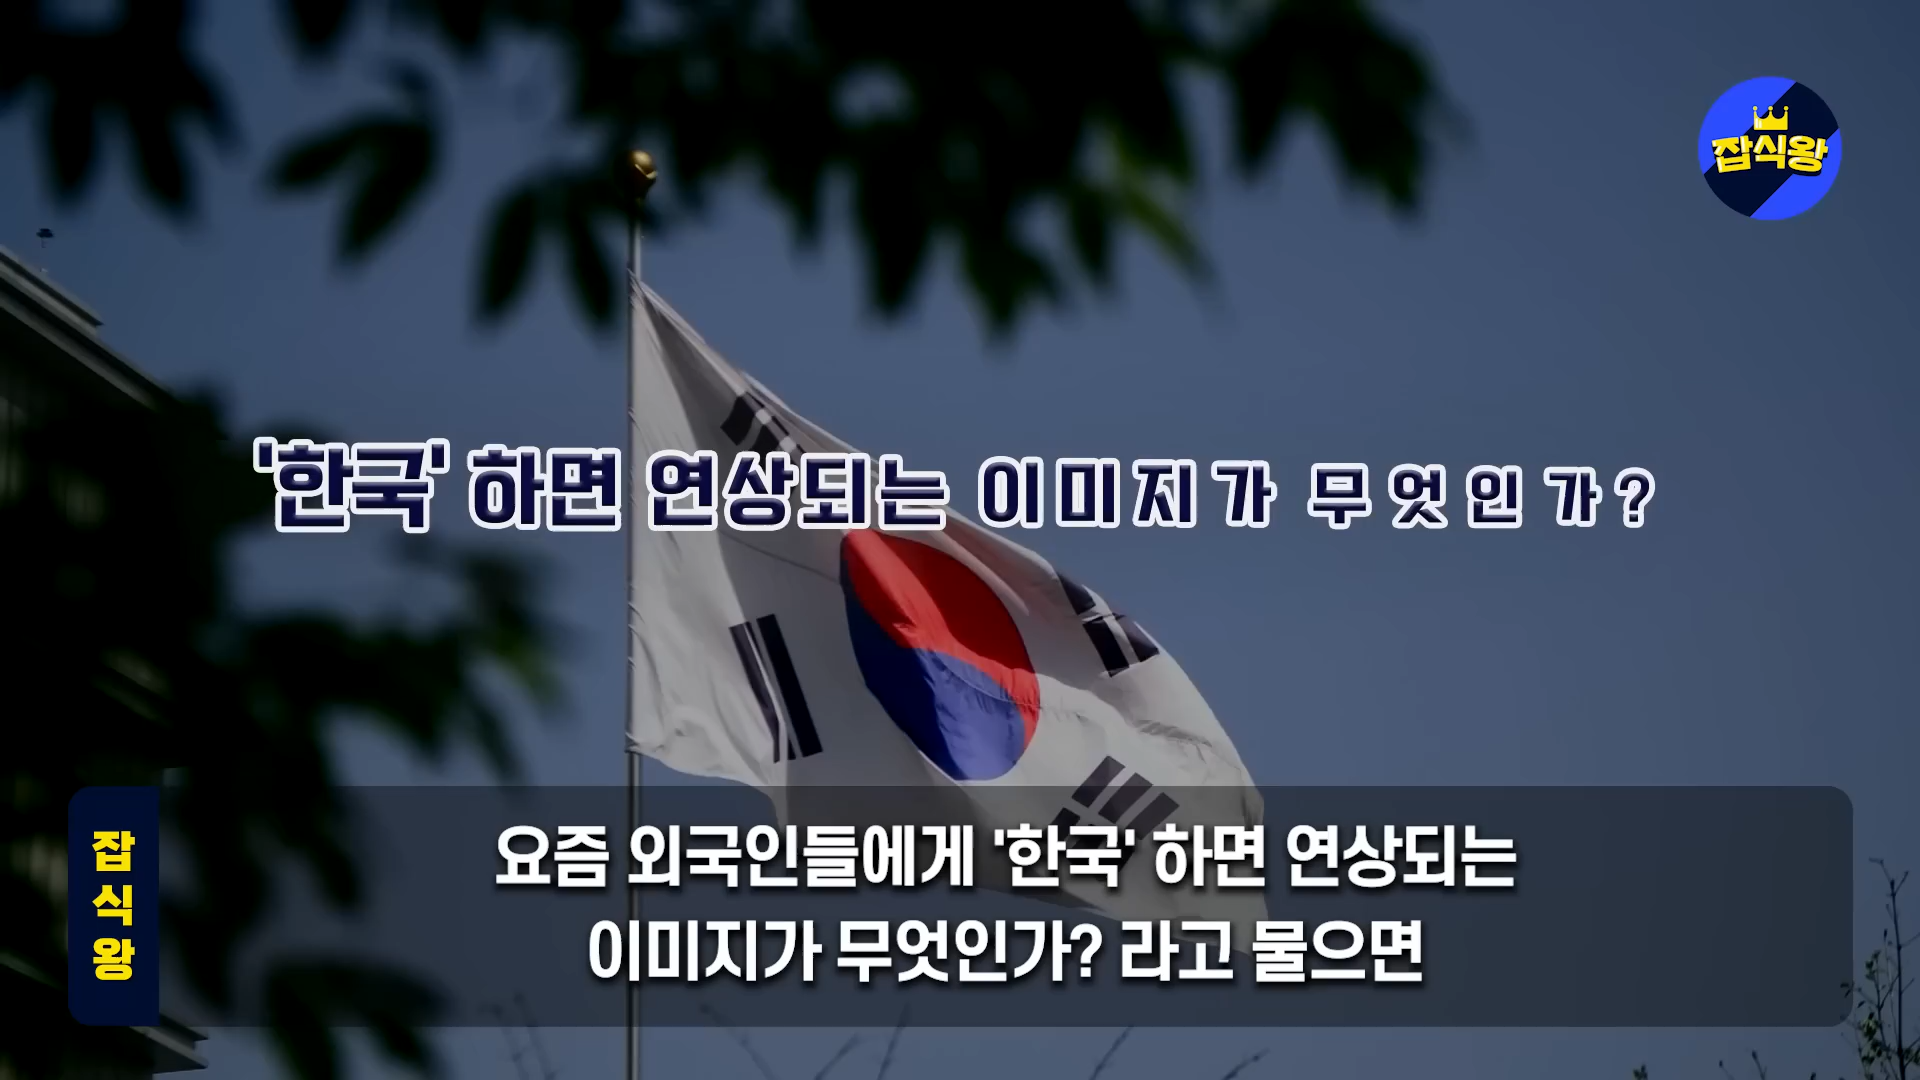 잡식왕
'한국' 하면 연상되는 이미지가 무엇인가?
잡식왕
요즘 외국인들에게 '한국' 하면 연상되는
이미지가 무엇인가? 라고 물으면